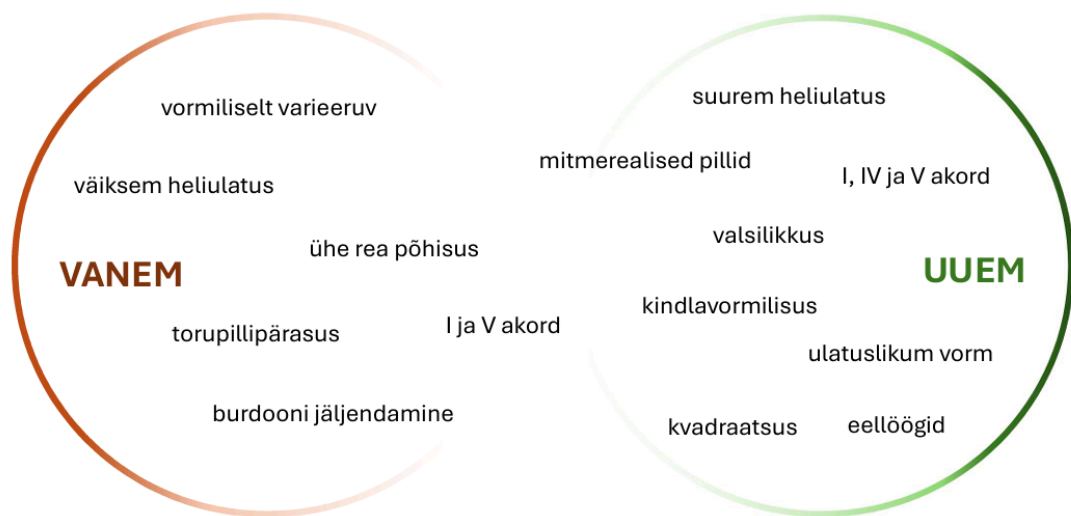 vormiliselt varieeruv
väiksem heliulatus
ühe rea põhisus
VANEM
torupillipärasus
I ja V akord
burdooni jäljendamine
suurem heliulatus
mitmerealised pillid
I, IV ja V akord
valsilikkus
UUEM
kindlavormilisus
ulatuslikum vorm
kvadraatsus
eellöögid